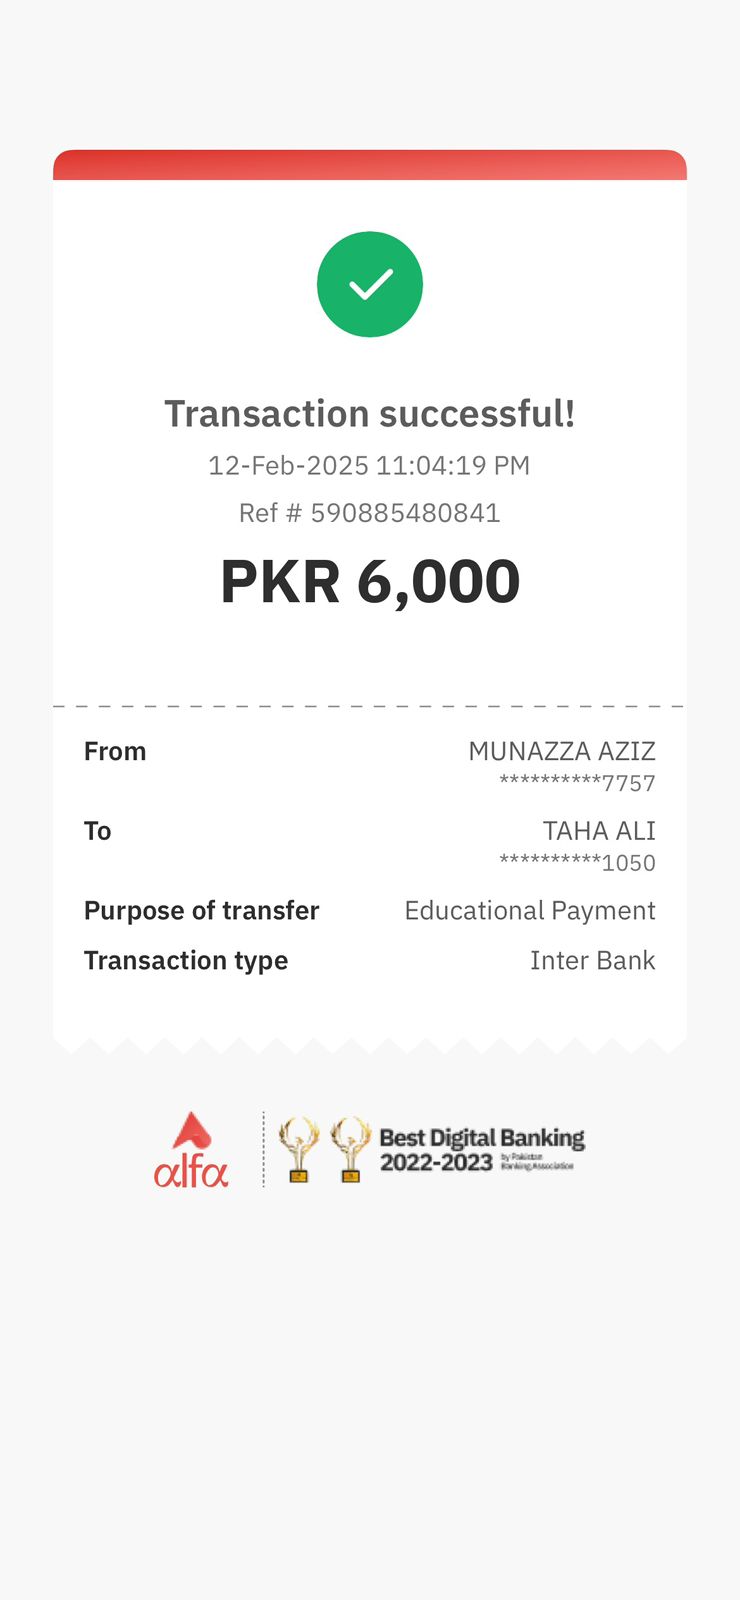 Transaction successful!
12-Feb-2025 11:04:19 PM
Ref # 590885480841
PKR 6,000
From MUNAZZA AZIZ
**********7757
To TAHA ALI
**********1050
Purpose of transfer Educational Payment
Transaction type Inter Bank
alfa
Best Digital Banking
2022-2023 by Pakistan
Banking Association